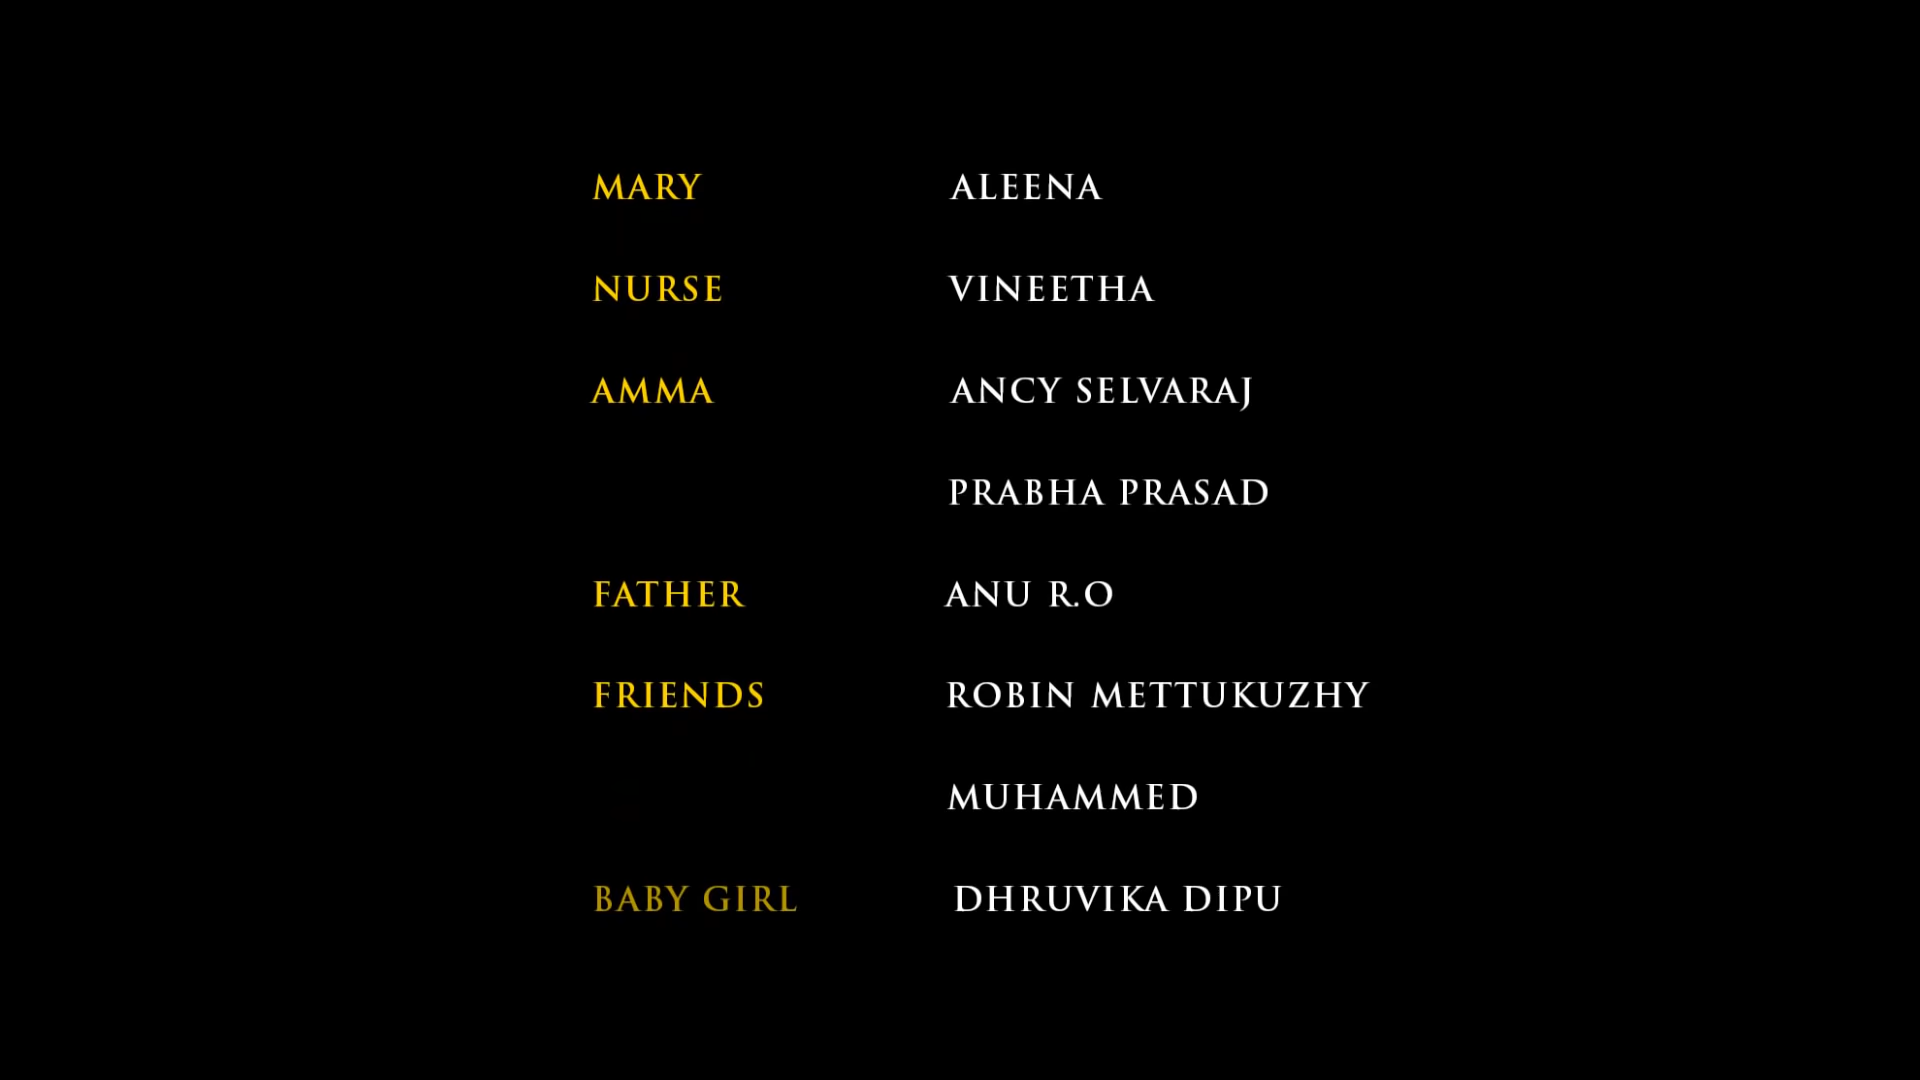 MARY ALEENA
NURSE VINEETHA
AMMA ANCY SELVARAJ
PRABHA PRASAD
FATHER ANU R.O
FRIENDS ROBIN METTUKUZHY
MUHAMMED
BABY GIRL DHRUVIKA DIPU